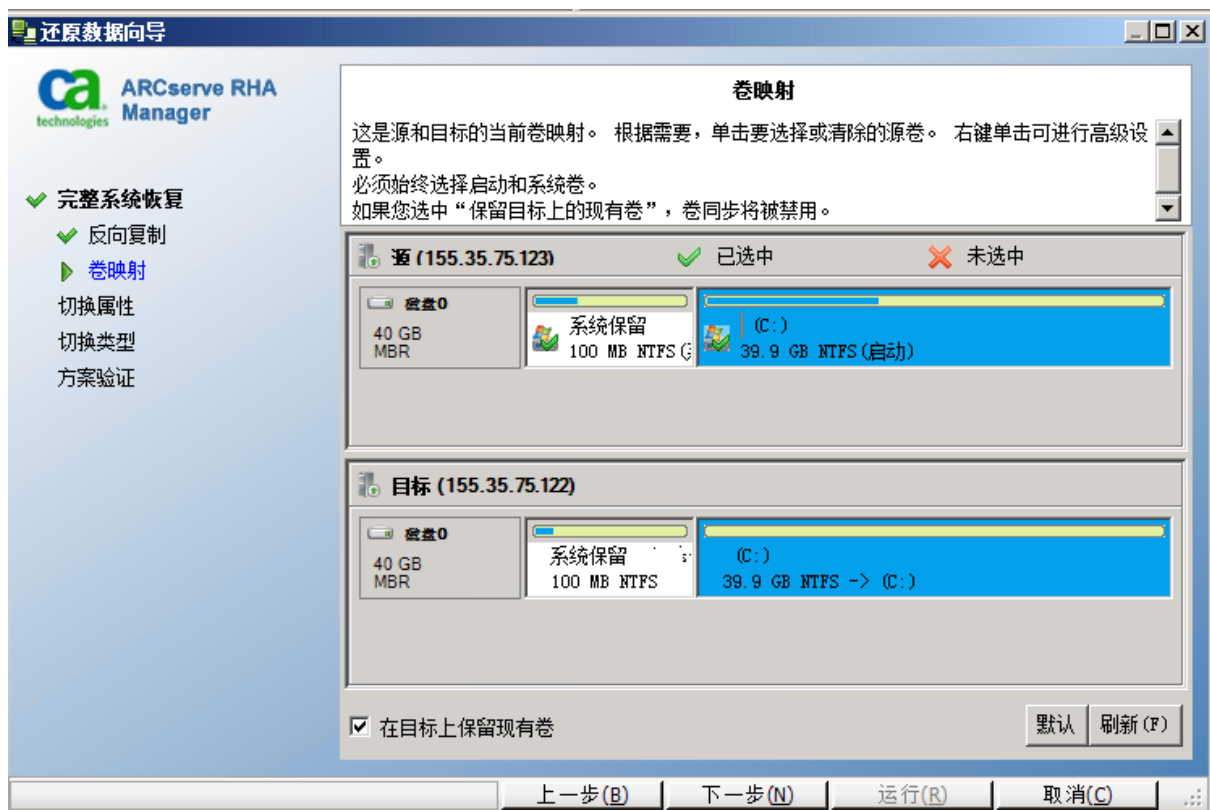 还原数据向导
ca
technologies
ARCserve RHA
Manager
完整系统恢复
反向复制
卷映射
切换属性
切换类型
方案验证
卷映射
这是源和目标的当前卷映射。 根据需要，单击要选择或清除的源卷。 右键单击可进行高级设
置。
必须始终选择启动和系统卷。
如果您选中“保留目标上的现有卷”，卷同步将被禁用。
源 (155.35.75.123) 已选中 未选中
磁盘0
40 GB
MBR
系统保留
100 MB NTFS
(C:)
39.9 GB NTFS(启动)
目标 (155.35.75.122)
磁盘0
40 GB
MBR
系统保留
100 MB NTFS
(C:)
39.9 GB NTFS -> (C:)
在目标上保留现有卷
默认 刷新(F)
上一步(B) 下一步(N) 运行(R) 取消(C)